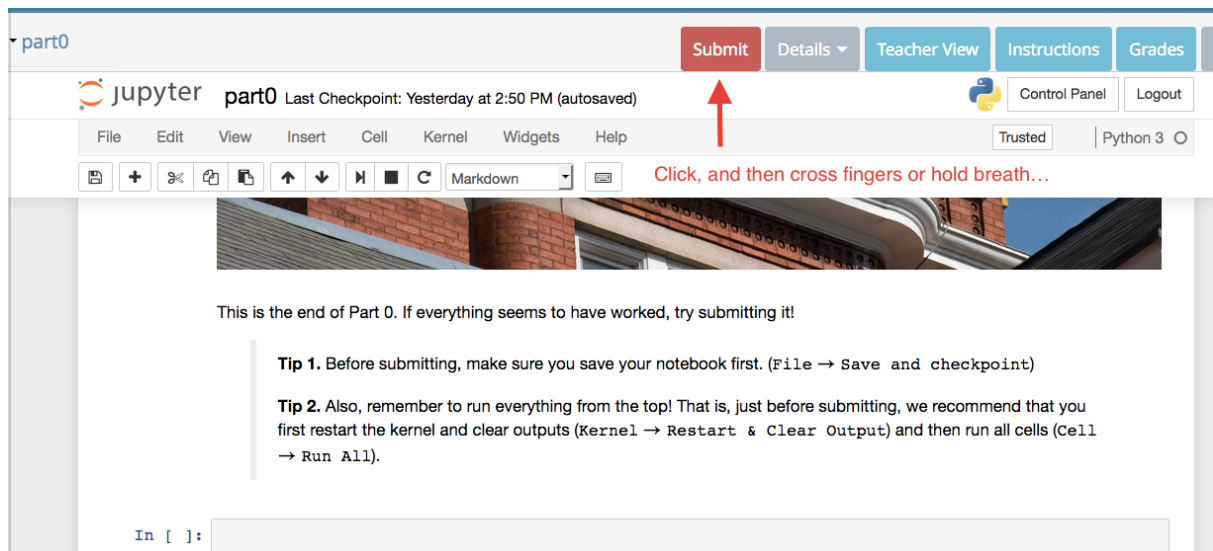 part0
Submit Details Teacher View Instructions Grades
jupyter part0 Last Checkpoint: Yesterday at 2:50 PM (autosaved) Control Panel Logout
File Edit View Insert Cell Kernel Widgets Help Trusted Python 3
Markdown Click, and then cross fingers or hold breath…
This is the end of Part 0. If everything seems to have worked, try submitting it!
Tip 1. Before submitting, make sure you save your notebook first. (File → Save and checkpoint)
Tip 2. Also, remember to run everything from the top! That is, just before submitting, we recommend that you
first restart the kernel and clear outputs (Kernel → Restart & Clear Output) and then run all cells (Cell
→ Run All).
In [ ]: